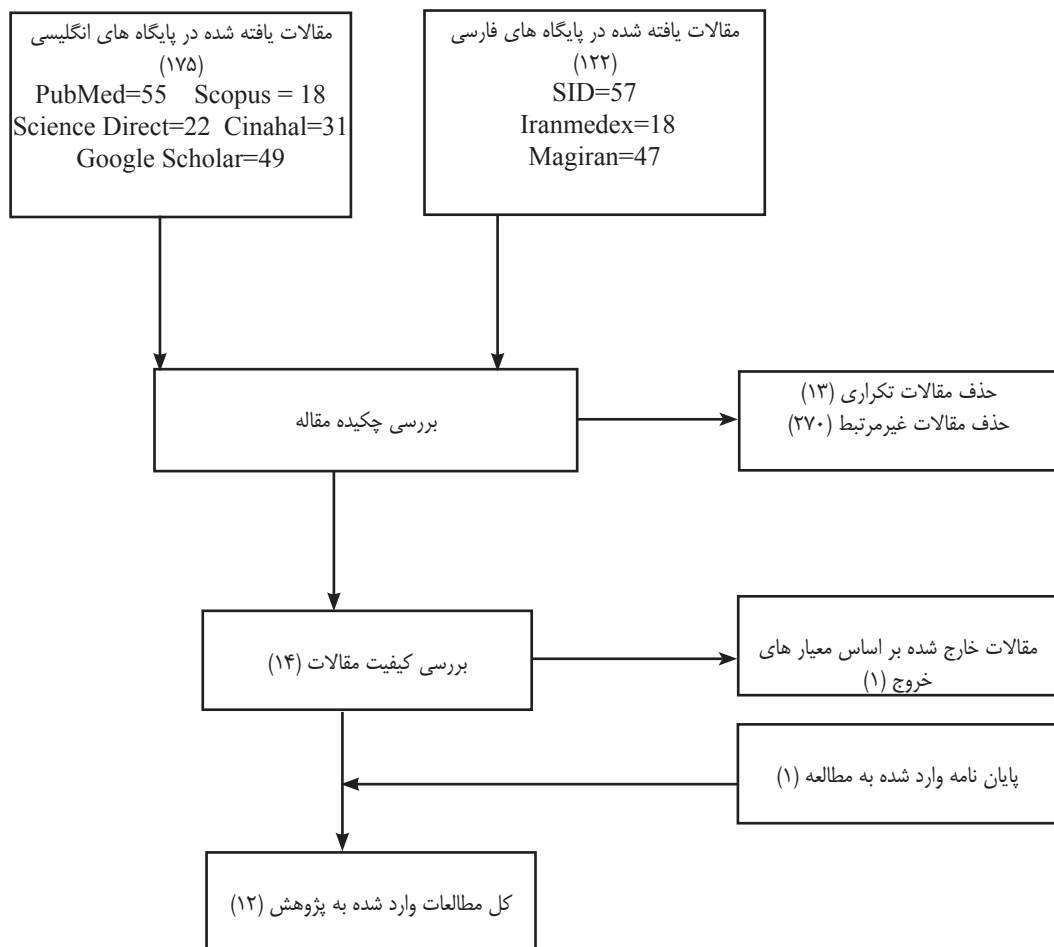 مقالات یافته شده در پایگاه های انگلیسی
(۱۷۵)
PubMed=55 Scopus = 18
Science Direct=22 Cinahal=31
Google Scholar=49
مقالات یافته شده در پایگاه های فارسی
(۱۲۲)
SID=57
Iranmedex=18
Magiran=47
بررسی چکیده مقاله
حذف مقالات تکراری (۱۳)
حذف مقالات غیرمرتبط (۲۷۰)
بررسی کیفیت مقالات (۱۴)
مقالات خارج شده بر اساس معیار های
خروج (۱)
پایان نامه وارد شده به مطالعه (۱)
کل مطالعات وارد شده به پژوهش (۱۲)